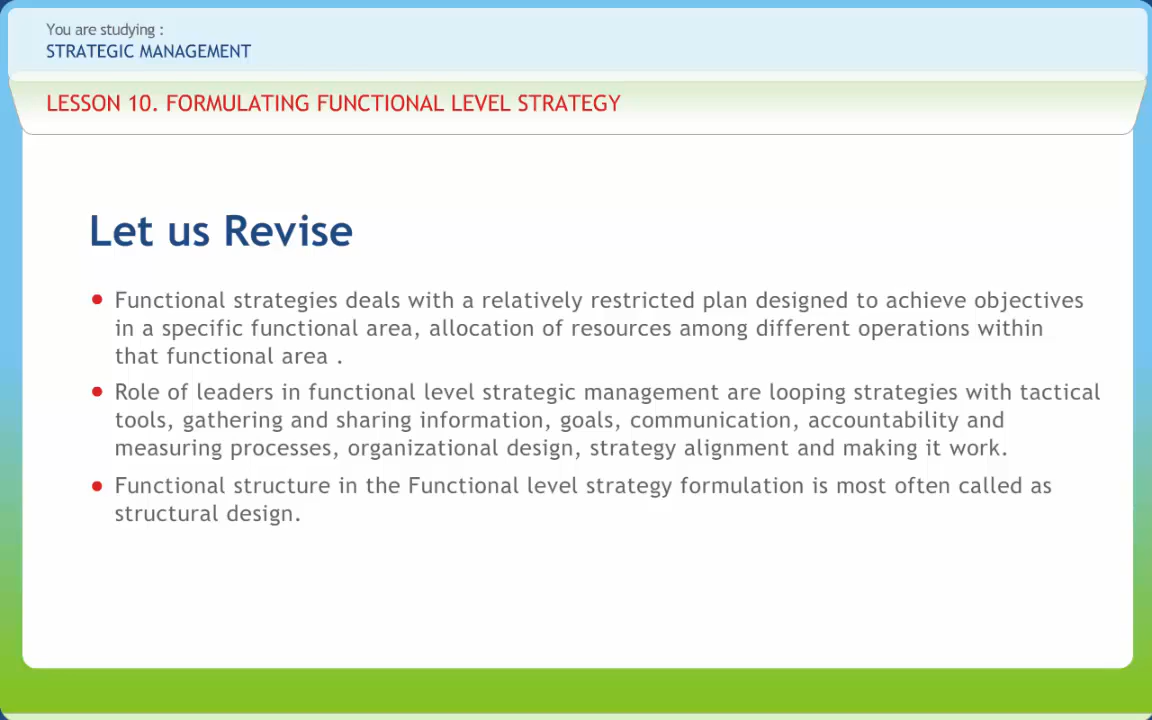 You are studying :
STRATEGIC MANAGEMENT
LESSON 10. FORMULATING FUNCTIONAL LEVEL STRATEGY
Let us Revise
• Functional strategies deals with a relatively restricted plan designed to achieve objectives
in a specific functional area, allocation of resources among different operations within
that functional area .
• Role of leaders in functional level strategic management are looping strategies with tactical
tools, gathering and sharing information, goals, communication, accountability and
measuring processes, organizational design, strategy alignment and making it work.
• Functional structure in the Functional level strategy formulation is most often called as
structural design.